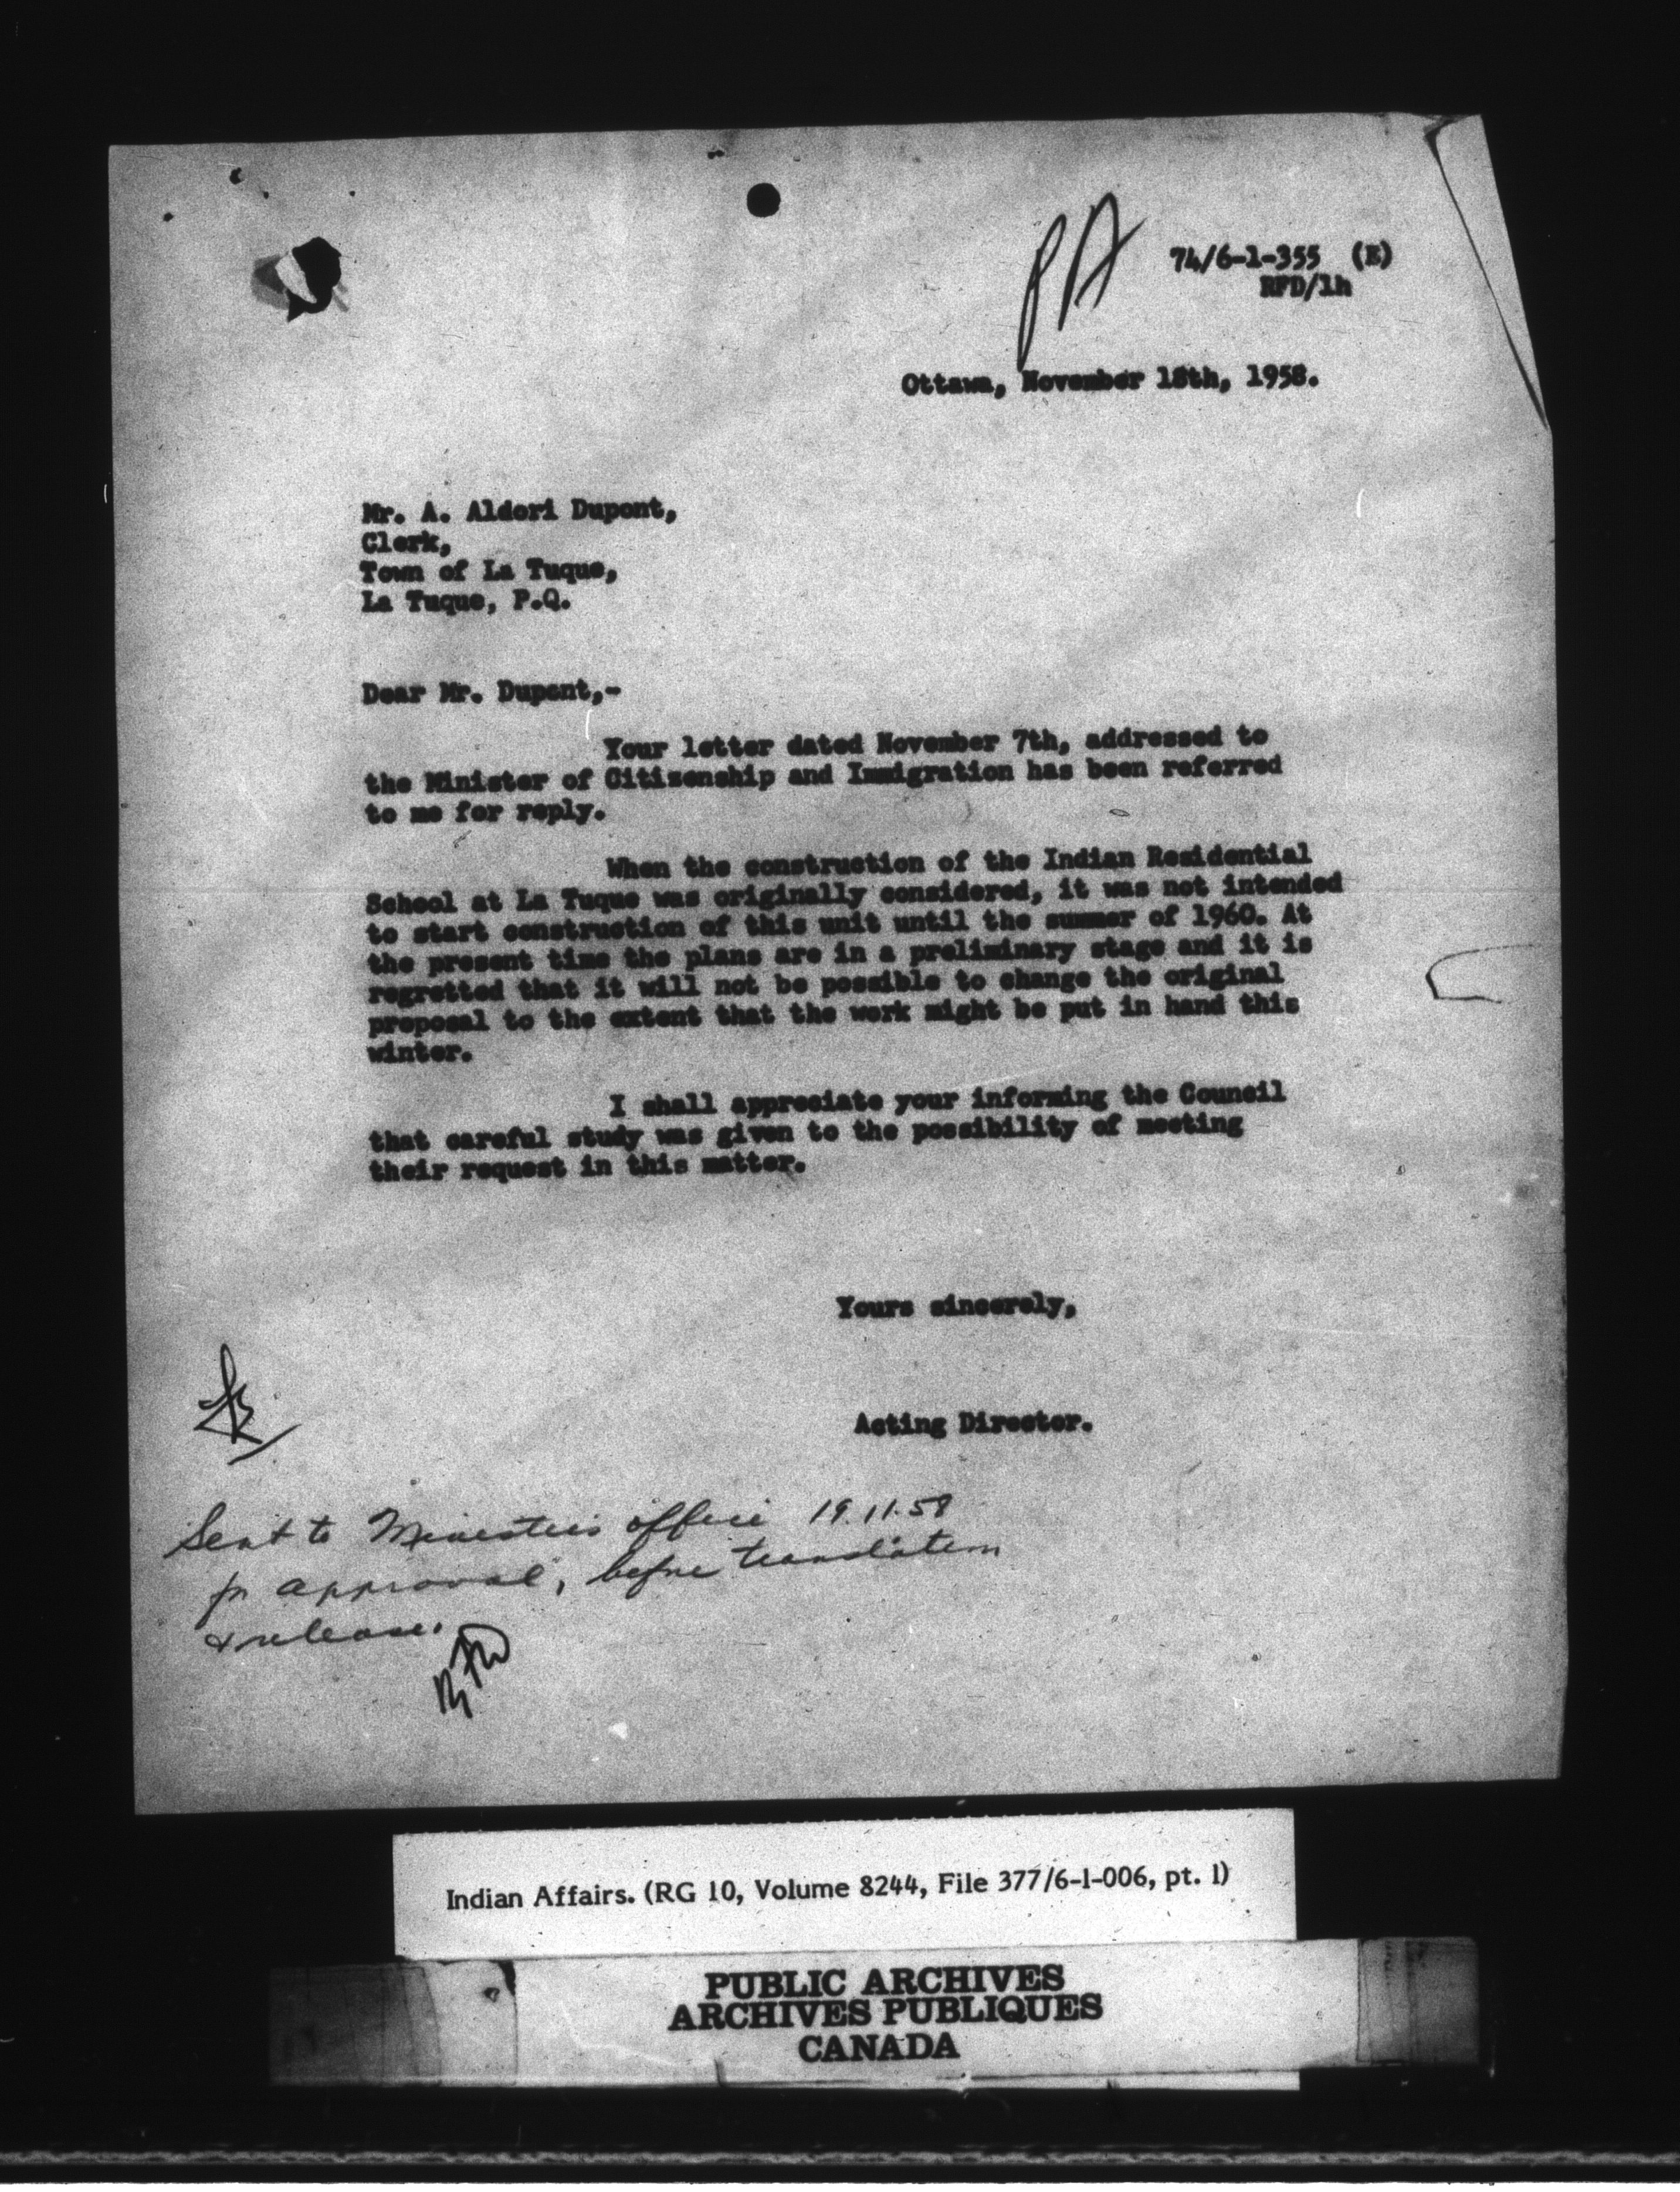 PA
74/6-1-355 (E)
RFD/lh
Ottawa, November 18th, 1958.
Mr. A. Aldori Dupont,
Clerk,
Town of La Tuque,
La Tuque, P.Q.
Dear Mr. Dupont,-
Your letter dated November 7th, addressed to
the Minister of Citizenship and Immigration has been referred
to me for reply.
When the construction of the Indian Residential
School at La Tuque was originally considered, it was not intended
to start construction of this unit until the summer of 1960. At
the present time the plans are in a preliminary stage and it is
regretted that it will not be possible to change the original
proposal to the extent that the work might be put in hand this
winter.
I shall appreciate your informing the Council
that careful study was given to the possibility of meeting
their request in this matter.
Yours sincerely,
Acting Director.
Sent to Minister's office 19.11.58
for approval, before translation
& release.
RFD
Indian Affairs. (RG 10, Volume 8244, File 377/6-1-006, pt. 1)
PUBLIC ARCHIVES
ARCHIVES PUBLIQUES
CANADA